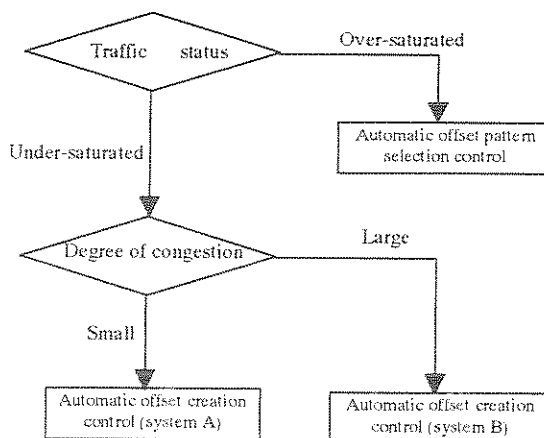 Over-saturated
Traffic status
Automatic offset pattern
selection control
Under-saturated
Degree of congestion
Large
Small
Automatic offset creation
control (system A)
Automatic offset creation
control (system B)